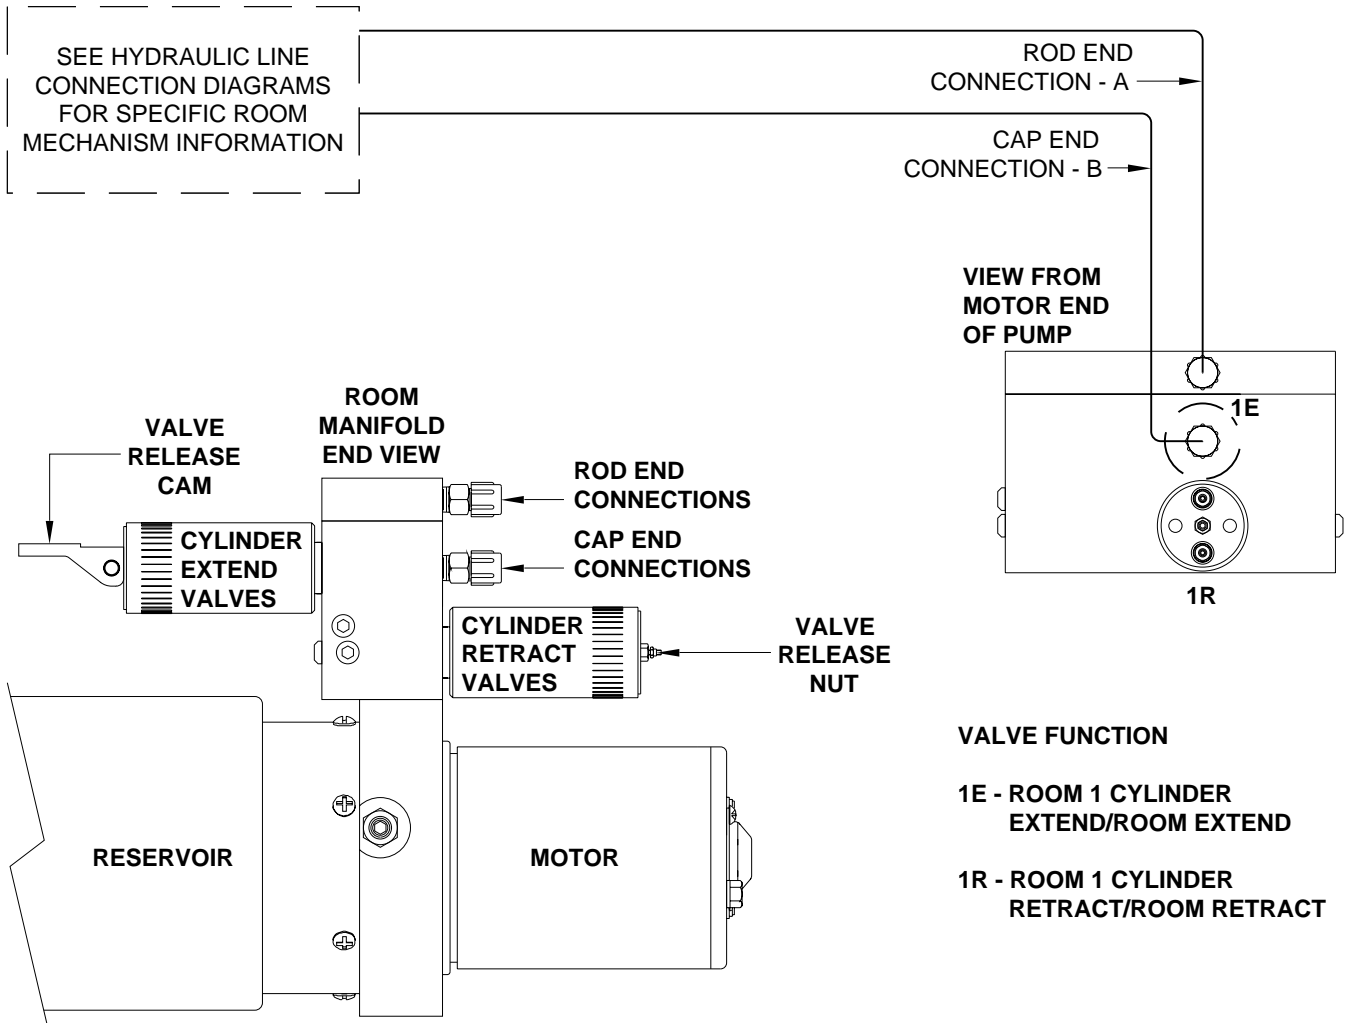 SEE HYDRAULIC LINE
CONNECTION DIAGRAMS
FOR SPECIFIC ROOM
MECHANISM INFORMATION
ROD END
CONNECTION - A
CAP END
CONNECTION - B
VIEW FROM
MOTOR END
OF PUMP
1E
1R
ROOM
MANIFOLD
END VIEW
VALVE
RELEASE
CAM
ROD END
CONNECTIONS
CAP END
CONNECTIONS
CYLINDER
EXTEND
VALVES
CYLINDER
RETRACT
VALVES
VALVE
RELEASE
NUT
RESERVOIR
MOTOR
VALVE FUNCTION
1E - ROOM 1 CYLINDER
EXTEND/ROOM EXTEND
1R - ROOM 1 CYLINDER
RETRACT/ROOM RETRACT